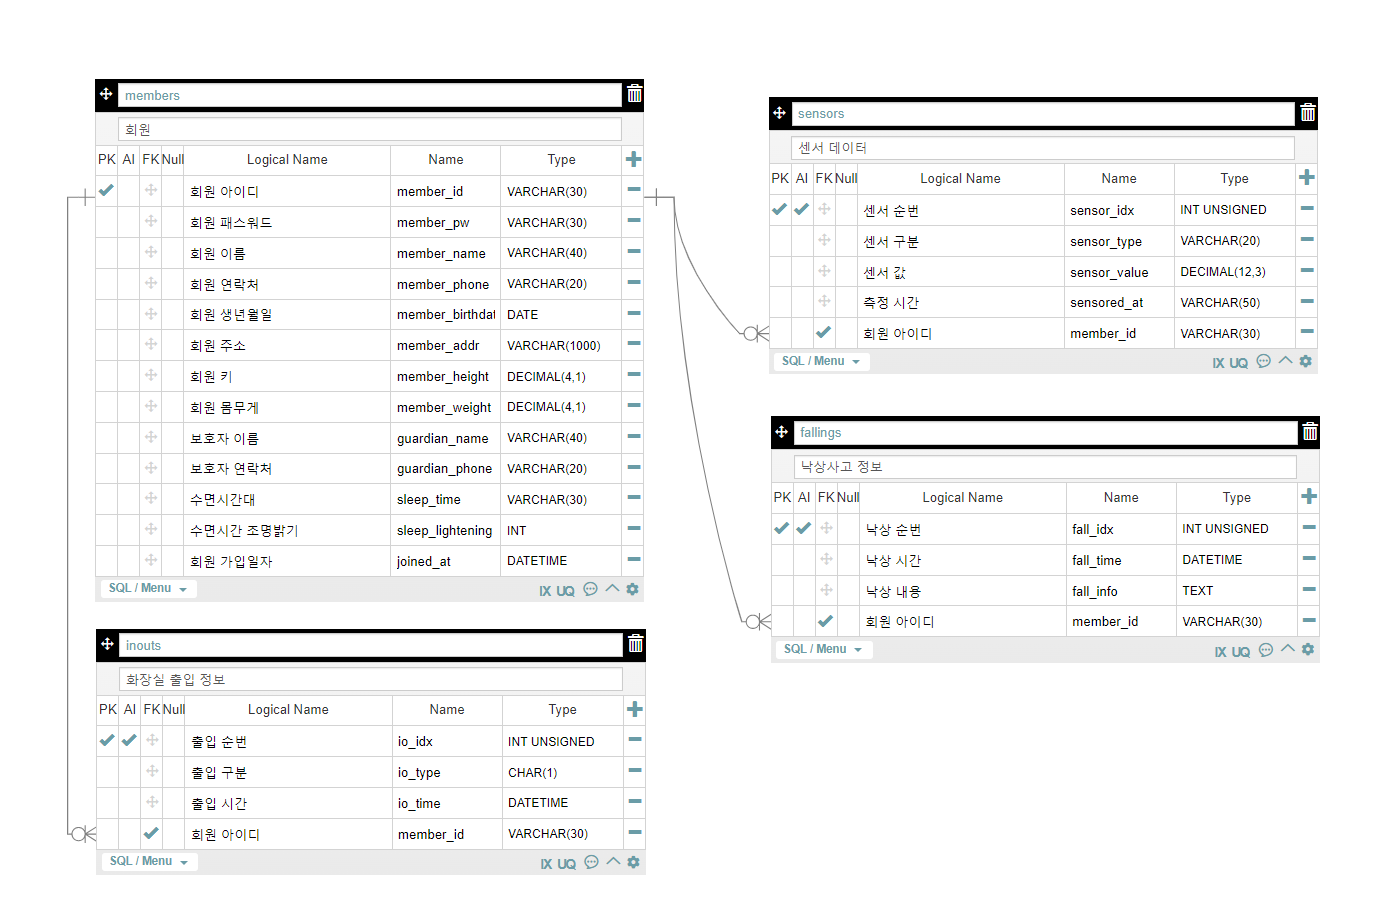 members
회원
PK AI FK Null Logical Name Name Type
회원 아이디 member_id VARCHAR(30)
회원 패스워드 member_pw VARCHAR(30)
회원 이름 member_name VARCHAR(40)
회원 연락처 member_phone VARCHAR(20)
회원 생년월일 member_birthdat DATE
회원 주소 member_addr VARCHAR(1000)
회원 키 member_height DECIMAL(4,1)
회원 몸무게 member_weight DECIMAL(4,1)
보호자 이름 guardian_name VARCHAR(40)
보호자 연락처 guardian_phone VARCHAR(20)
수면시간대 sleep_time VARCHAR(30)
수면시간 조명밝기 sleep_lightening INT
회원 가입일자 joined_at DATETIME
SQL / Menu IX UQ
inouts
화장실 출입 정보
PK AI FK Null Logical Name Name Type
출입 순번 io_idx INT UNSIGNED
출입 구분 io_type CHAR(1)
출입 시간 io_time DATETIME
회원 아이디 member_id VARCHAR(30)
SQL / Menu IX UQ
sensors
센서 데이터
PK AI FK Null Logical Name Name Type
센서 순번 sensor_idx INT UNSIGNED
센서 구분 sensor_type VARCHAR(20)
센서 값 sensor_value DECIMAL(12,3)
측정 시간 sensored_at VARCHAR(50)
회원 아이디 member_id VARCHAR(30)
SQL / Menu IX UQ
fallings
낙상사고 정보
PK AI FK Null Logical Name Name Type
낙상 순번 fall_idx INT UNSIGNED
낙상 시간 fall_time DATETIME
낙상 내용 fall_info TEXT
회원 아이디 member_id VARCHAR(30)
SQL / Menu IX UQ